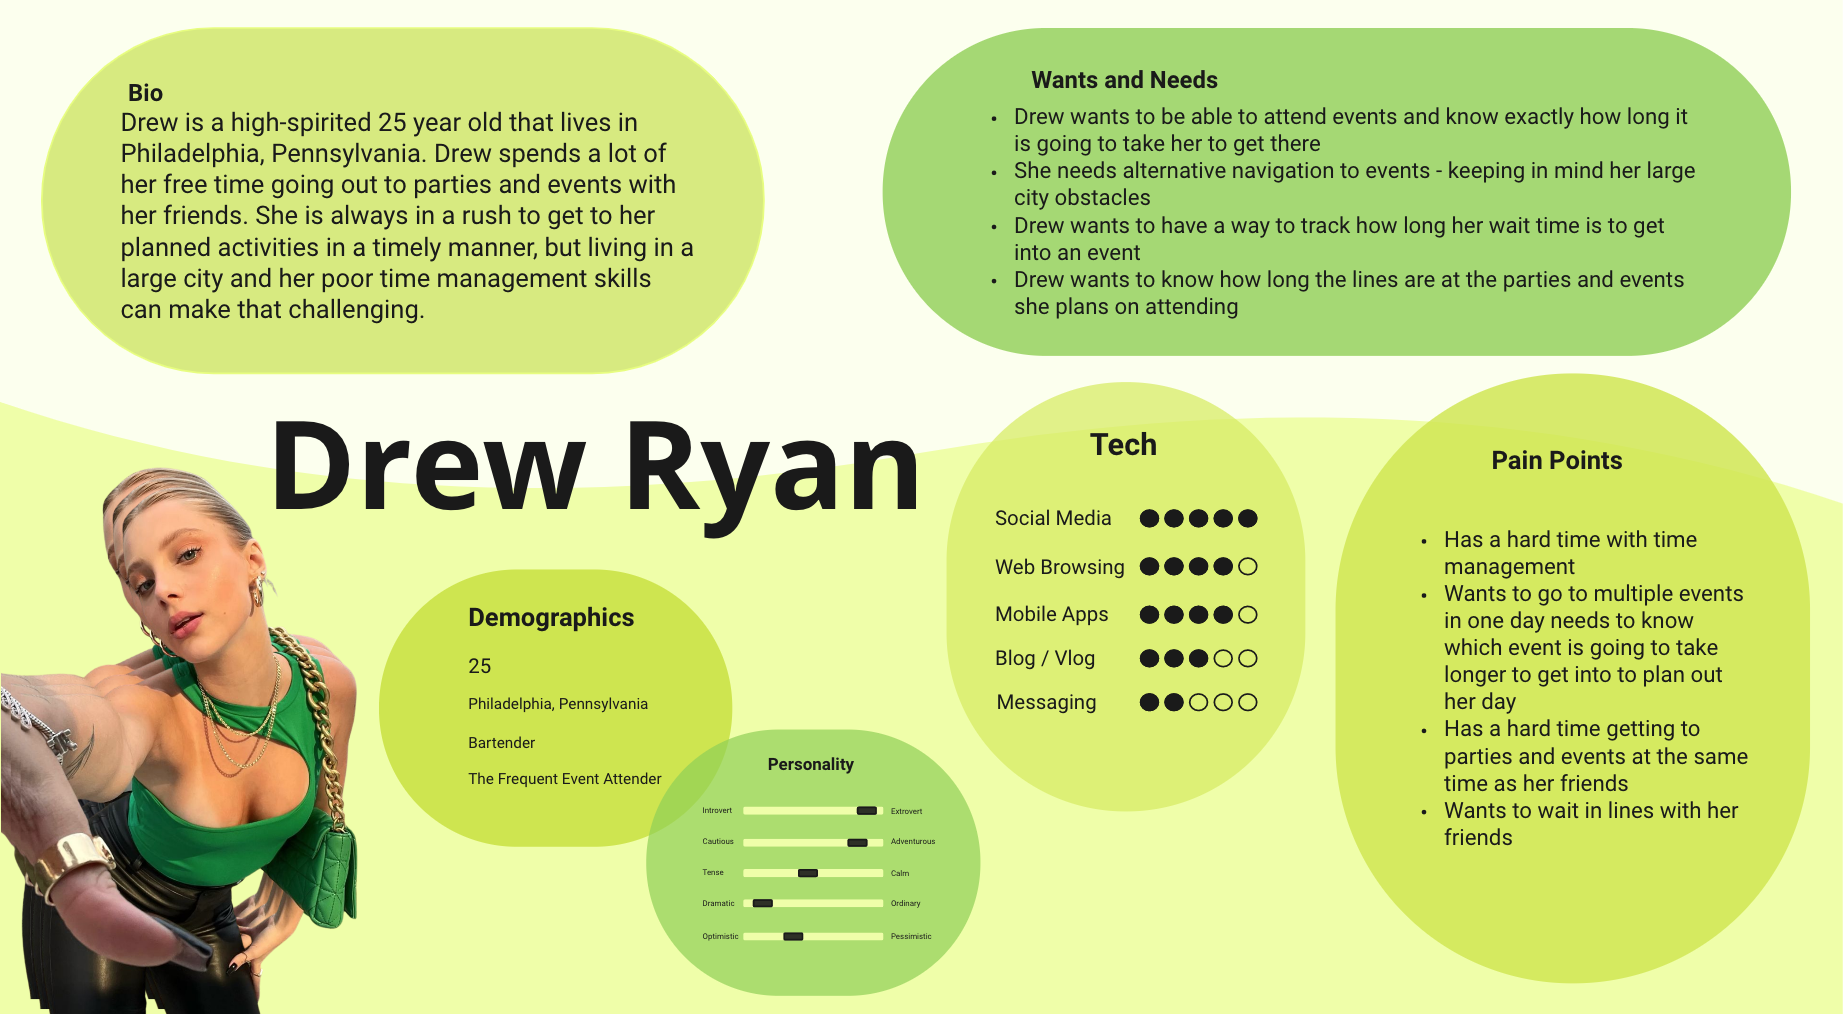 Bio
Drew is a high-spirited 25 year old that lives in
Philadelphia, Pennsylvania. Drew spends a lot of
her free time going out to parties and events with
her friends. She is always in a rush to get to her
planned activities in a timely manner, but living in a
large city and her poor time management skills
can make that challenging.
Wants and Needs
• Drew wants to be able to attend events and know exactly how long it
is going to take her to get there
• She needs alternative navigation to events - keeping in mind her large
city obstacles
• Drew wants to have a way to track how long her wait time is to get
into an event
• Drew wants to know how long the lines are at the parties and events
she plans on attending
Drew Ryan
Demographics
25
Philadelphia, Pennsylvania
Bartender
The Frequent Event Attender
Personality
Introvert Extrovert
Cautious Adventurous
Tense Calm
Dramatic Ordinary
Optimistic Pessimistic
Tech
Social Media
Web Browsing
Mobile Apps
Blog / Vlog
Messaging
Pain Points
• Has a hard time with time
management
• Wants to go to multiple events
in one day needs to know
which event is going to take
longer to get into to plan out
her day
• Has a hard time getting to
parties and events at the same
time as her friends
• Wants to wait in lines with her
friends